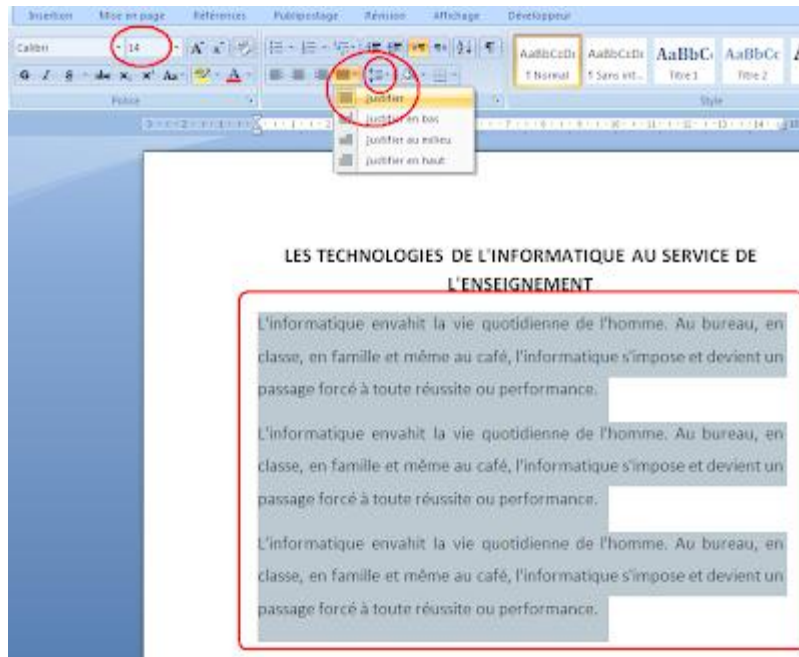 Insertion Mise en page Références Publipostage Révision Affichage Développeur
Calibri 14
Police Style
AaBbCcDc AaBbCcDc AaBbC AaBbCc
¶ Normal ¶ Sans int... Titre 1 Titre 2
Justifier
Justifier en bas
Justifier au milieu
Justifier en haut
LES TECHNOLOGIES DE L'INFORMATIQUE AU SERVICE DE
L'ENSEIGNEMENT
L'informatique envahit la vie quotidienne de l'homme. Au bureau, en
classe, en famille et même au café, l'informatique s'impose et devient un
passage forcé à toute réussite ou performance.
L'informatique envahit la vie quotidienne de l'homme. Au bureau, en
classe, en famille et même au café, l'informatique s'impose et devient un
passage forcé à toute réussite ou performance.
L'informatique envahit la vie quotidienne de l'homme. Au bureau, en
classe, en famille et même au café, l'informatique s'impose et devient un
passage forcé à toute réussite ou performance.